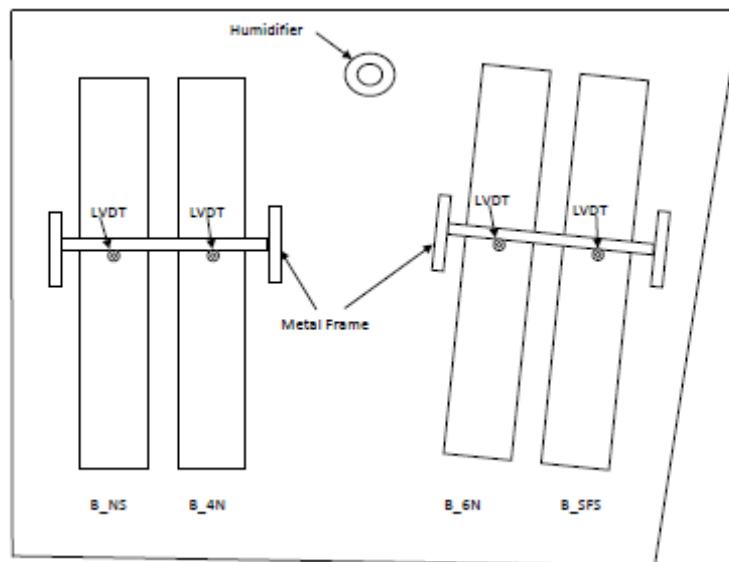 Humidifier
LVDT
LVDT
LVDT
LVDT
Metal Frame
B_NS
B_4N
B_6N
B_SFS